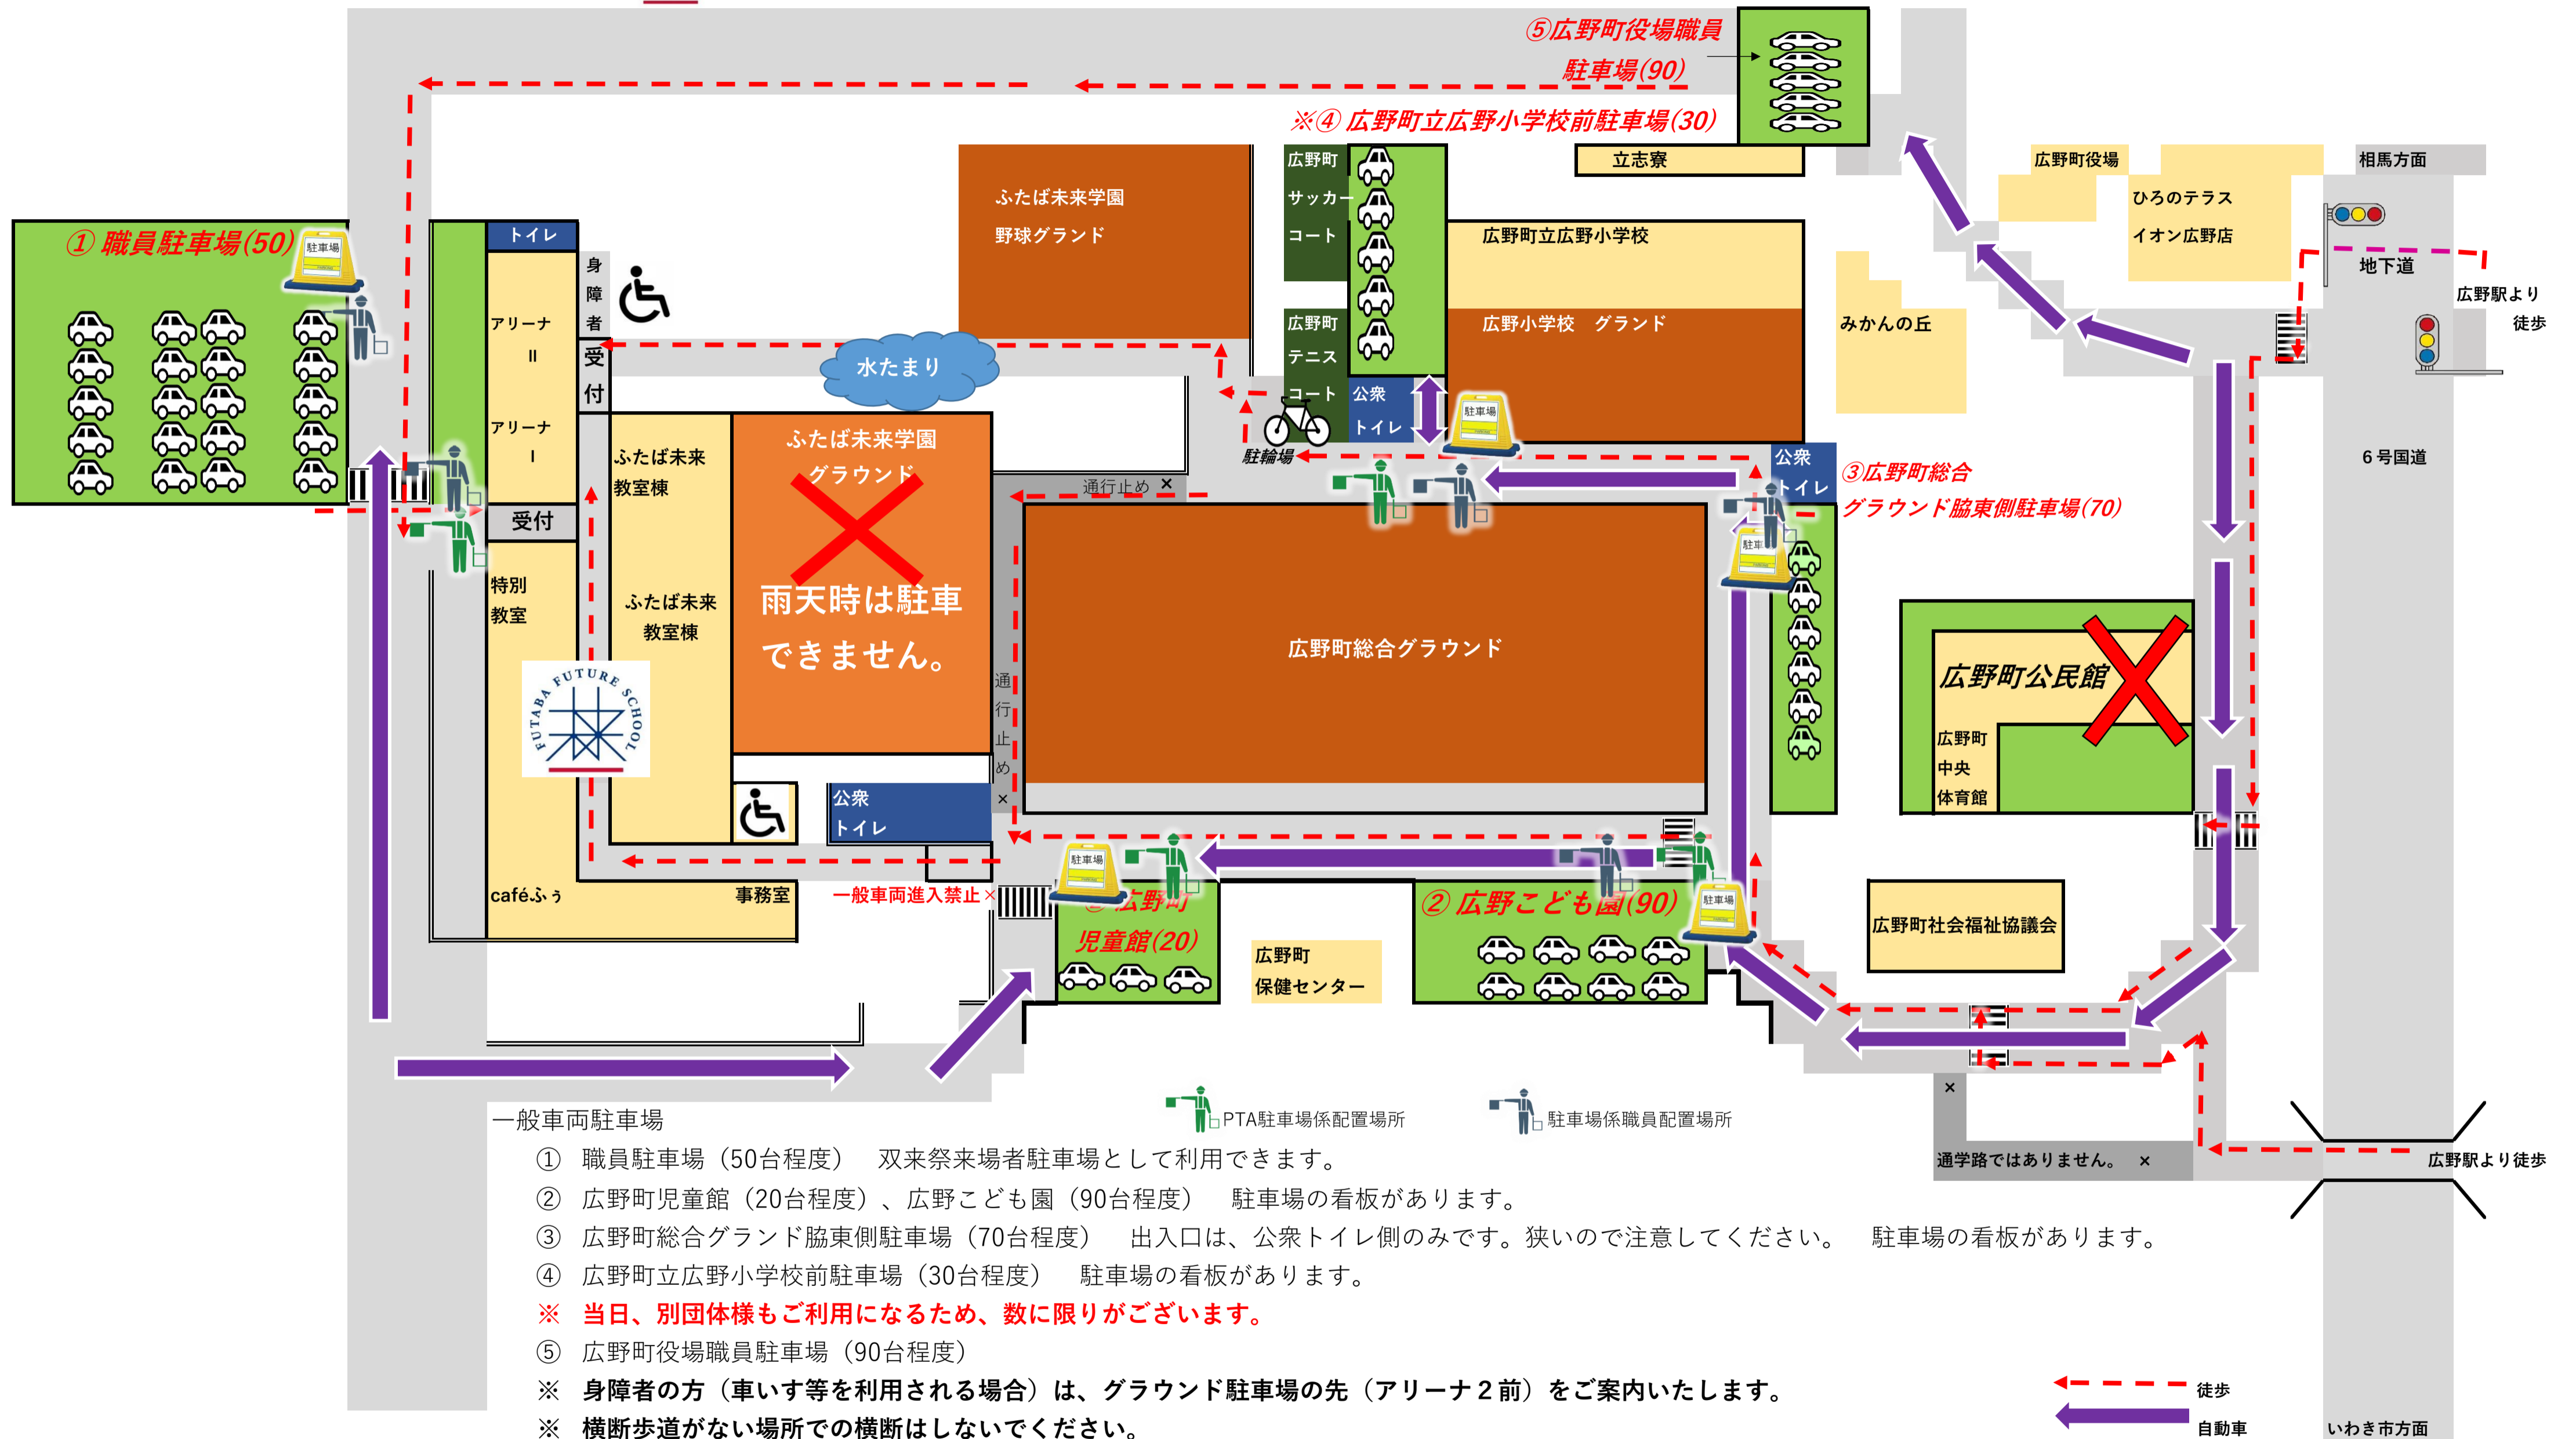 ⑤広野町役場職員
駐車場(90)
※④ 広野町立広野小学校前駐車場(30)
広野町
サッカー
コート
立志寮
広野町役場
相馬方面
ひろのテラス
イオン広野店
地下道
広野駅より
徒歩
① 職員駐車場(50)
駐車場
トイレ
身
障
者
受
付
アリーナ
Ⅱ
アリーナ
Ⅰ
ふたば未来学園
野球グランド
広野町立広野小学校
広野小学校 グランド
みかんの丘
広野町
テニス
コート
公衆
トイレ
駐車場
駐輪場
水たまり
ふたば未来
教室棟
ふたば未来学園
グラウンド
通行止め ×
公衆
トイレ
③広野町総合
グラウンド脇東側駐車場(70)
6号国道
受付
特別
教室
ふたば未来
教室棟
雨天時は駐車
できません。
FUTABA FUTURE SCHOOL
通
行
止
め
×
広野町総合グラウンド
広野町公民館
広野町
中央
体育館
公衆
トイレ
駐車場
caféふぅ
事務室
一般車両進入禁止×
広野町
児童館(20)
広野町
保健センター
② 広野こども園(90)
駐車場
広野町社会福祉協議会
×
通学路ではありません。 ×
広野駅より徒歩
PTA駐車場係配置場所
駐車場係職員配置場所
一般車両駐車場
① 職員駐車場（50台程度） 双来祭来場者駐車場として利用できます。
② 広野町児童館（20台程度）、広野こども園（90台程度） 駐車場の看板があります。
③ 広野町総合グランド脇東側駐車場（70台程度） 出入口は、公衆トイレ側のみです。狭いので注意してください。 駐車場の看板があります。
④ 広野町立広野小学校前駐車場（30台程度） 駐車場の看板があります。
※ 当日、別団体様もご利用になるため、数に限りがございます。
⑤ 広野町役場職員駐車場（90台程度）
※ 身障者の方（車いす等を利用される場合）は、グラウンド駐車場の先（アリーナ２前）をご案内いたします。
※ 横断歩道がない場所での横断はしないでください。
徒歩
自動車
いわき市方面